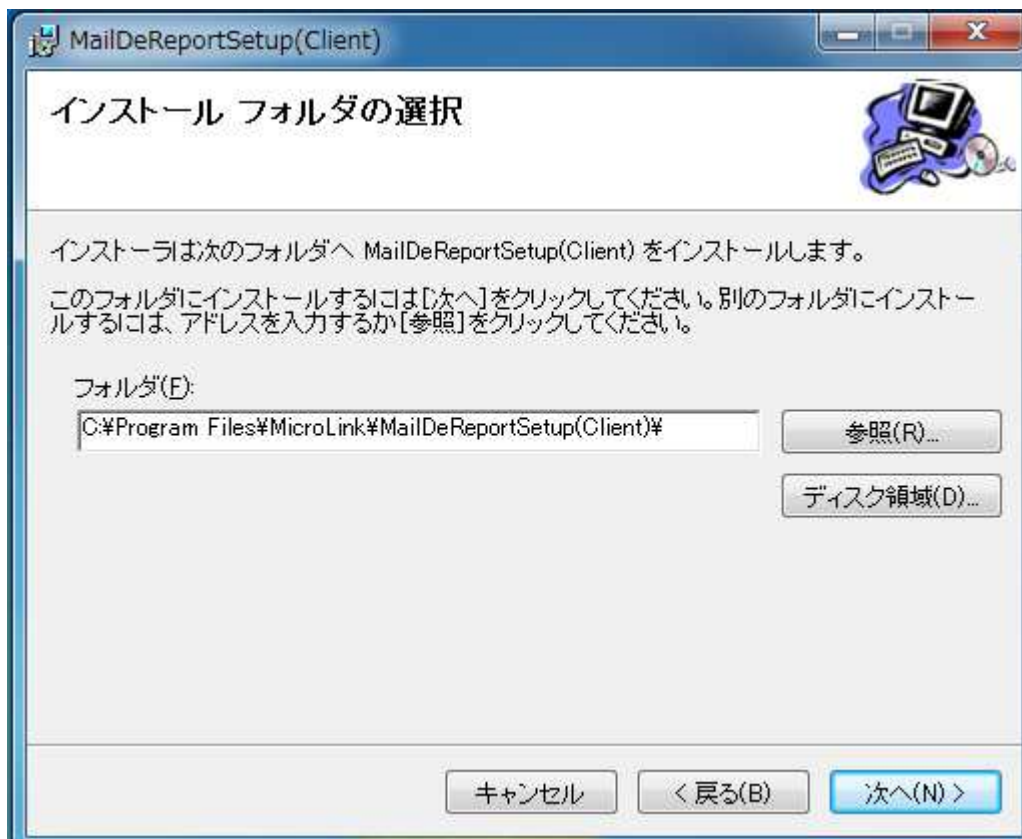 MailDeReportSetup(Client)
インストール フォルダの選択
インストーラは次のフォルダへ MailDeReportSetup(Client) をインストールします。
このフォルダにインストールするには[次へ]をクリックしてください。別のフォルダにインストー
ルするには、アドレスを入力するか[参照]をクリックしてください。
フォルダ(F):
C:¥Program Files¥MicroLink¥MailDeReportSetup(Client)¥
参照(R)...
ディスク領域(D)...
キャンセル
< 戻る(B)
次へ(N) >